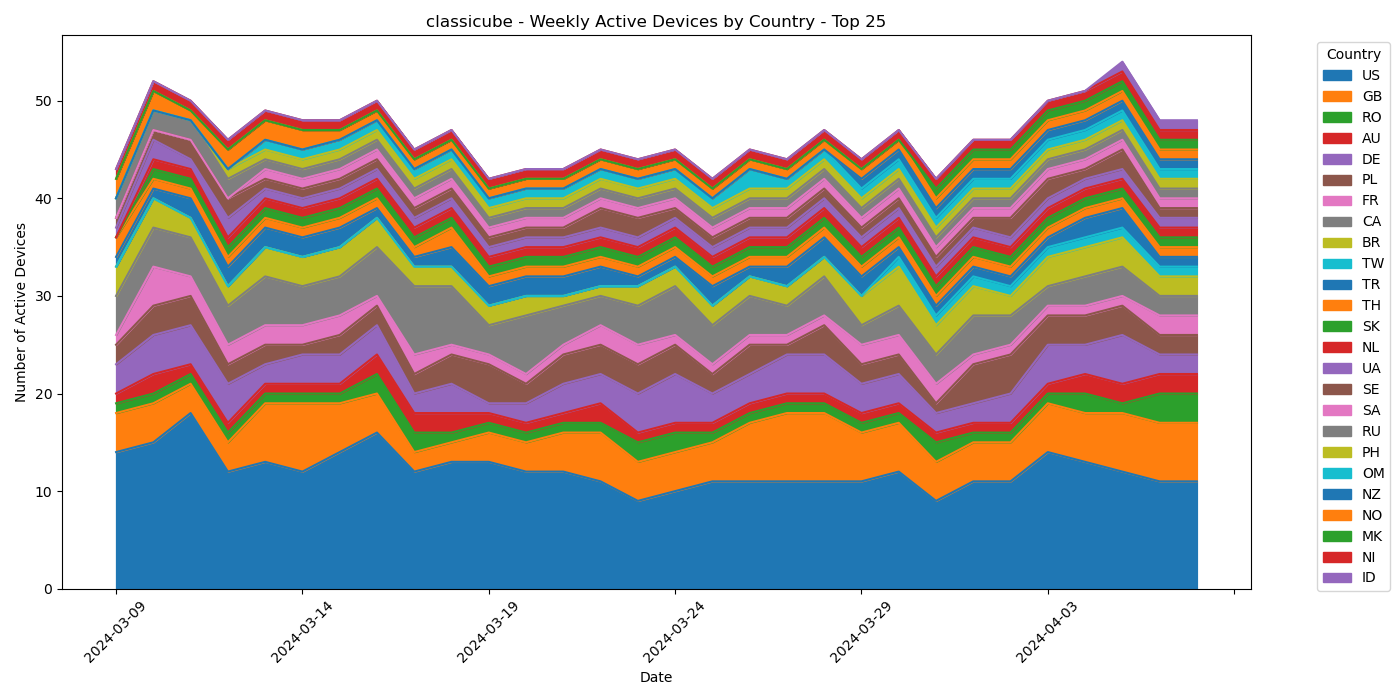 classicube - Weekly Active Devices by Country - Top 25
Number of Active Devices
50
40
30
20
10
0
2024-03-09
2024-03-14
2024-03-19
2024-03-24
2024-03-29
2024-04-03
Date
Country
US
GB
RO
AU
DE
PL
FR
CA
BR
TW
TR
TH
SK
NL
UA
SE
SA
RU
PH
OM
NZ
NO
MK
NI
ID